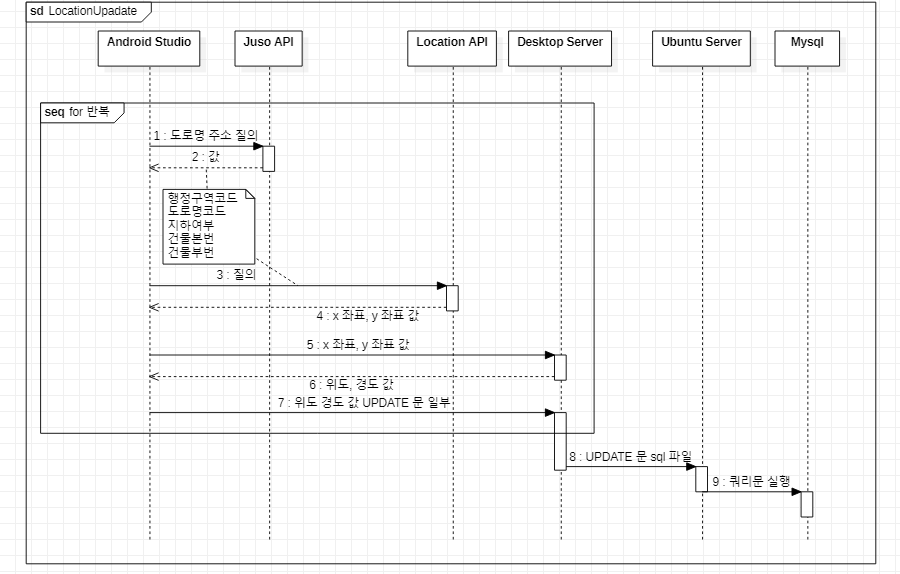 sd LocationUpadate
Android Studio
Juso API
Location API
Desktop Server
Ubuntu Server
Mysql
seq for 반복
1 : 도로명 주소 질의
2 : 값
행정구역코드
도로명코드
지하여부
건물본번
건물부번
3 : 질의
4 : x 좌표, y 좌표 값
5 : x 좌표, y 좌표 값
6 : 위도, 경도 값
7 : 위도 경도 값 UPDATE 문 일부
8 : UPDATE 문 sql 파일
9 : 쿼리문 실행